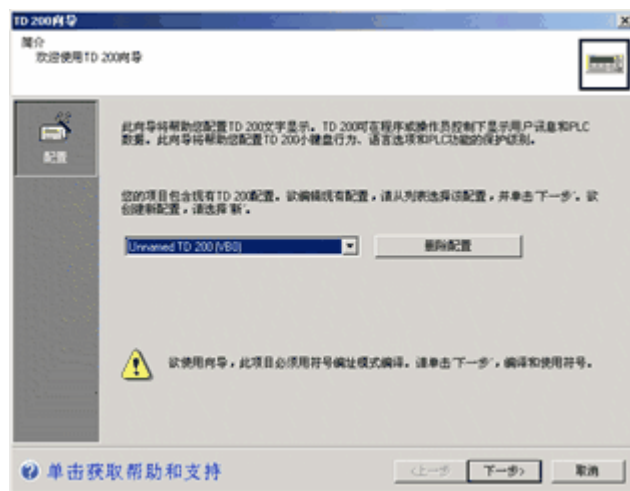 TD 200向导
简介
欢迎使用TD 200向导
配置
此向导将帮助您配置TD 200文字显示。TD 200可在程序或操作员控制下显示用户讯息和PLC
数据。此向导将帮助您配置TD 200小键盘行为、语言选项和PLC功能的保护级别。
您的项目包含现有TD 200配置。欲编辑现有配置，请从列表选择该配置，并单击'下一步'。欲
创建新配置，请选择'新'。
Unnamed TD 200 (VB0)
删除配置
欲使用向导，此项目必须用符号编址模式编译。请单击'下一步'，编译和使用符号。
单击获取帮助和支持
<上一步
下一步>
取消